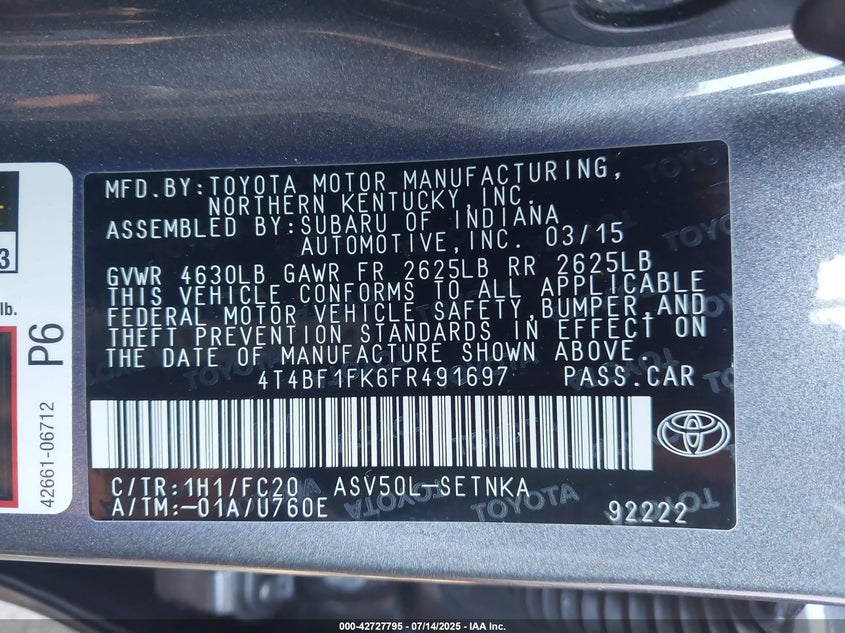 MFD.BY:TOYOTA MOTOR MANUFACTURING,
NORTHERN KENTUCKY,INC.
ASSEMBLED BY:SUBARU OF INDIANA
AUTOMOTIVE,INC. 03/15
GVWR 4630LB GAWR FR 2625LB RR 2625LB
THIS VEHICLE CONFORMS TO ALL APPLICABLE
FEDERAL MOTOR VEHICLE SAFETY,BUMPER,AND
THEFT PREVENTION STANDARDS IN EFFECT ON
THE DATE OF MANUFACTURE SHOWN ABOVE.
4T4BF1FK6FR491697 PASS.CAR
C/TR:1H1/FC20 ASV50L-SETNKA
A/TM:-01A/U760E 92222
3
lb.
P6
42661-06712
TOYOTA
000-42727795 - 07/14/2025 - IAA Inc.